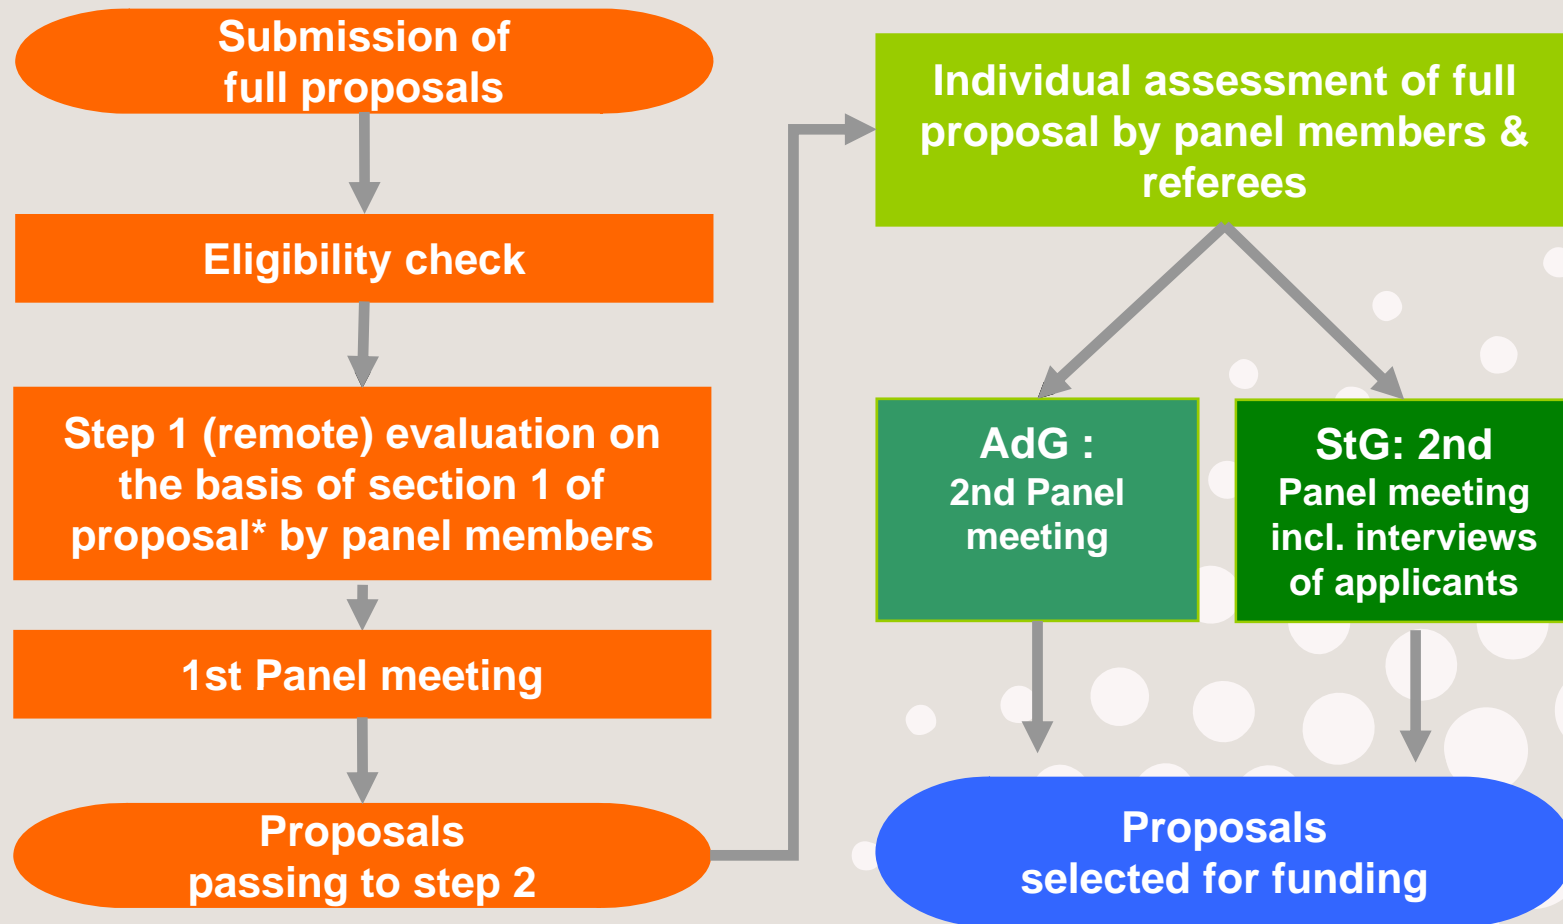 Submission of
full proposals
Eligibility check
Step 1 (remote) evaluation on
the basis of section 1 of
proposal* by panel members
1st Panel meeting
Proposals
passing to step 2
Individual assessment of full
proposal by panel members &
referees
AdG :
2nd Panel
meeting
StG: 2nd
Panel meeting
incl. interviews
of applicants
Proposals
selected for funding